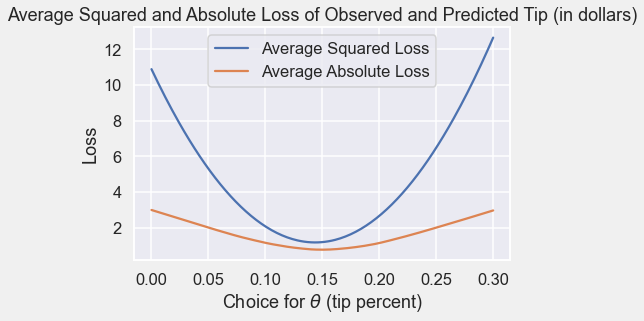 Average Squared and Absolute Loss of Observed and Predicted Tip (in dollars)
Average Squared Loss
Average Absolute Loss
Loss
12
10
8
6
4
2
0.00 0.05 0.10 0.15 0.20 0.25 0.30
Choice for θ (tip percent)